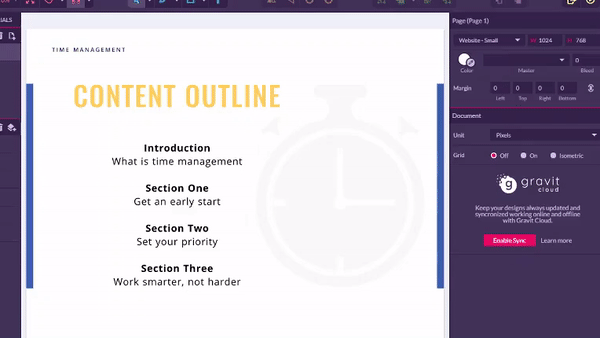 IALS
TIME MANAGEMENT
CONTENT OUTLINE
Introduction
What is time management
Section One
Get an early start
Section Two
Set your priority
Section Three
Work smarter, not harder
Page (Page 1)
Website - Small
W 1024
H 768
0
Color
Master
Bleed
Margin
0 0 0 0
Left Top Right Bottom
Document
Unit
Pixels
Grid
Off On Isometric
gravit
cloud
Keep your designs always updated and
syncronized working online and offline
with Gravit Cloud.
Enable Sync
Learn more